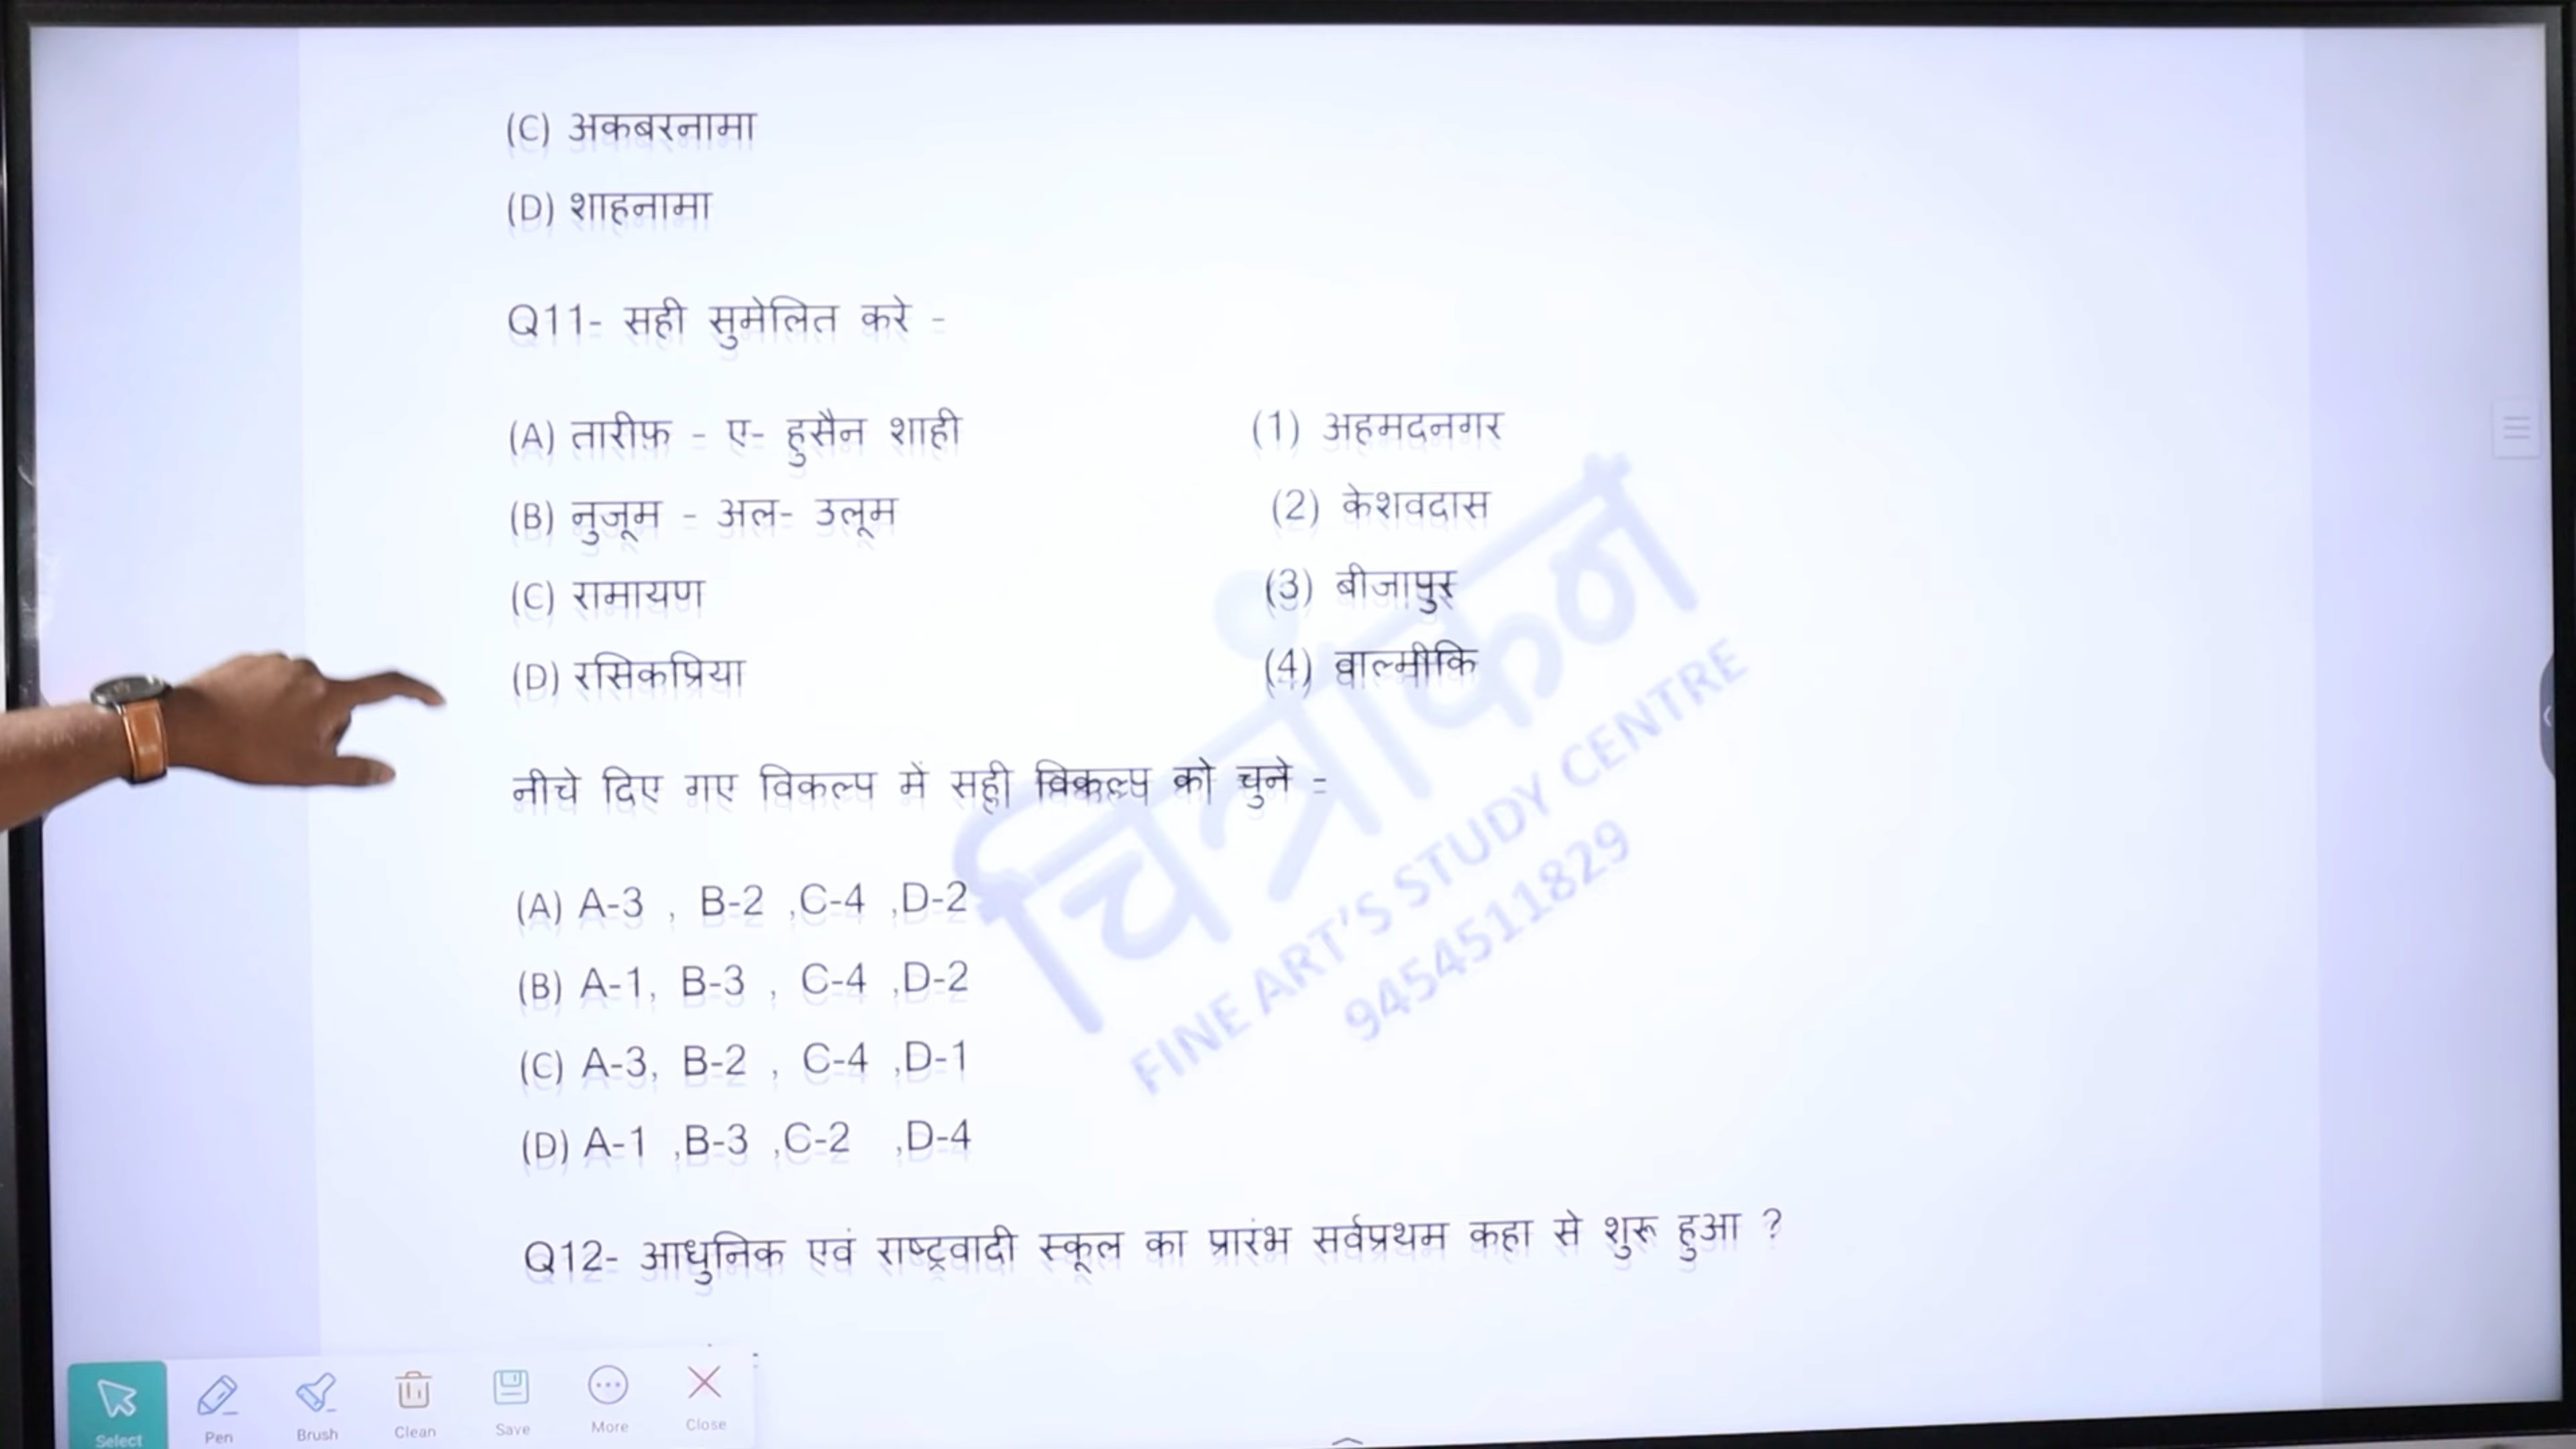 (C) अकबरनामा
(D) शाहनामा
Q11- सही सुमेलित करे -
(A) तारीफ़ - ए- हुसैन शाही (1) अहमदनगर
(B) नुजूम - अल- उलूम (2) केशवदास
(C) रामायण (3) बीजापुर
(D) रसिकप्रिया (4) वाल्मीकि
नीचे दिए गए विकल्प में सही विकल्प को चुने -
(A) A-3 , B-2 ,C-4 ,D-2
(B) A-1, B-3 , C-4 ,D-2
(C) A-3, B-2 , C-4 ,D-1
(D) A-1 ,B-3 ,C-2 ,D-4
Q12- आधुनिक एवं राष्ट्रवादी स्कूल का प्रारंभ सर्वप्रथम कहा से शुरू हुआ ?
चित्रांकन
FINE ART'S STUDY CENTRE
9454511829
Select Pen Brush Clean Save More Close